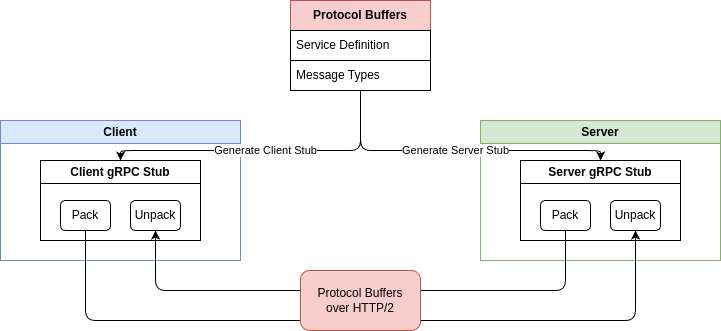 Protocol Buffers
Service Definition
Message Types
Client
Server
Generate Client Stub
Generate Server Stub
Client gRPC Stub
Server gRPC Stub
Pack
Unpack
Pack
Unpack
Protocol Buffers
over HTTP/2